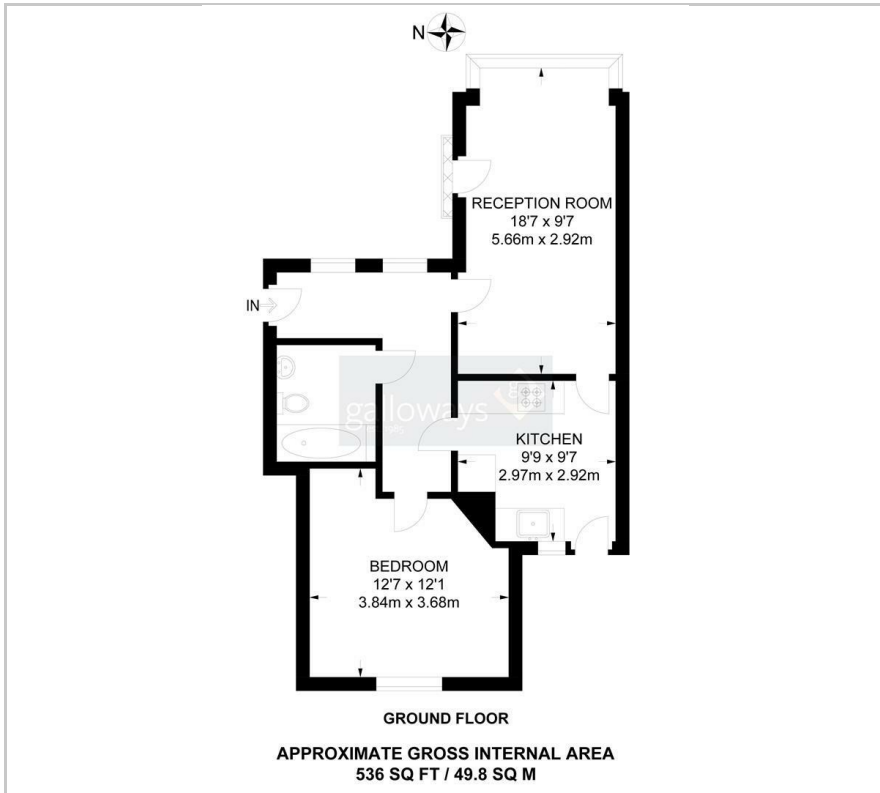 N
RECEPTION ROOM
18'7 x 9'7
5.66m x 2.92m
IN
galloways
KITCHEN
9'9 x 9'7
2.97m x 2.92m
BEDROOM
12'7 x 12'1
3.84m x 3.68m
GROUND FLOOR
APPROXIMATE GROSS INTERNAL AREA
536 SQ FT / 49.8 SQ M